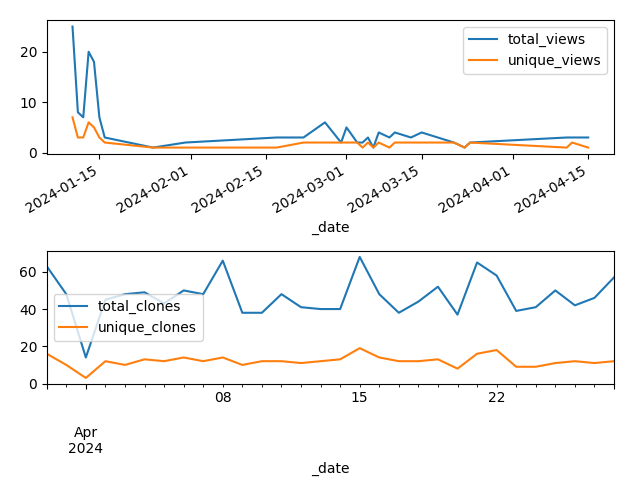 total_views
unique_views
20
10
0
2024-01-15
2024-02-01
2024-02-15
2024-03-01
2024-03-15
2024-04-01
2024-04-15
_date
60
40
20
0
total_clones
unique_clones
08
15
22
Apr
2024
_date